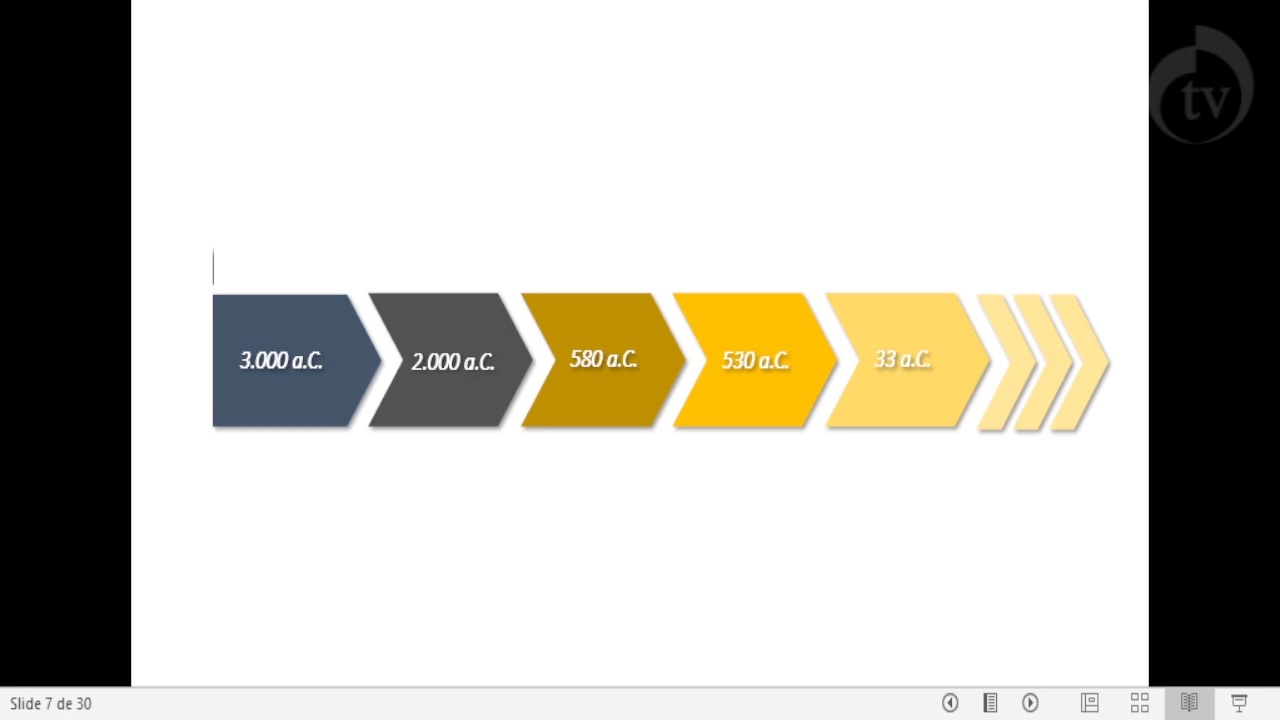 tv
3.000 a.C.
2.000 a.C.
580 a.C.
530 a.C.
33 a.C.
Slide 7 de 30